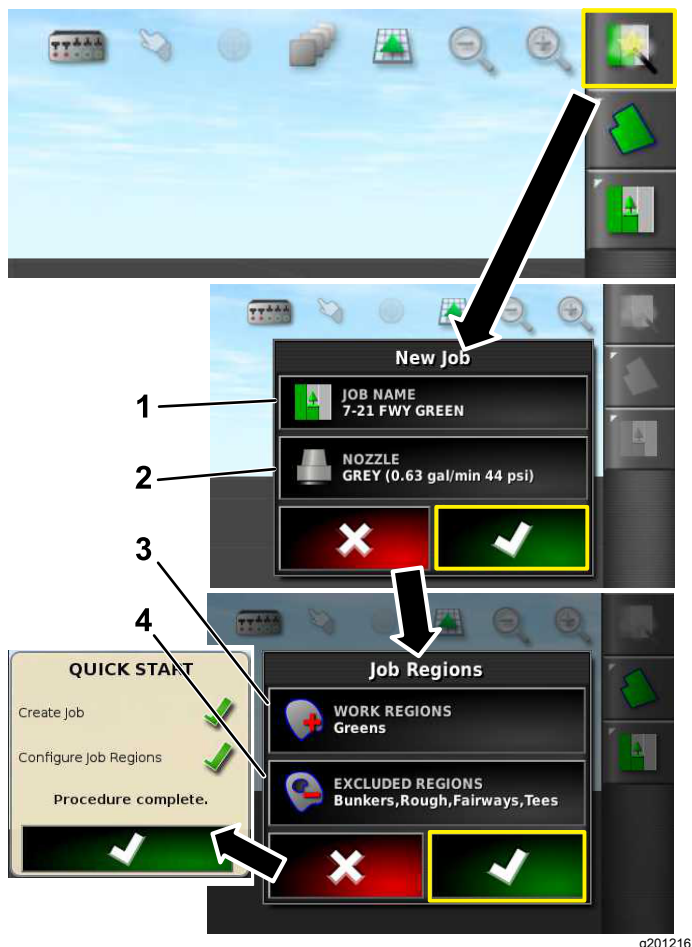 New Job
1
JOB NAME
7-21 FWY GREEN
2
NOZZLE
GREY (0.63 gal/min 44 psi)
3
4
Job Regions
WORK REGIONS
Greens
EXCLUDED REGIONS
Bunkers,Rough,Fairways,Tees
QUICK START
Create Job
Configure Job Regions
Procedure complete.
g201216